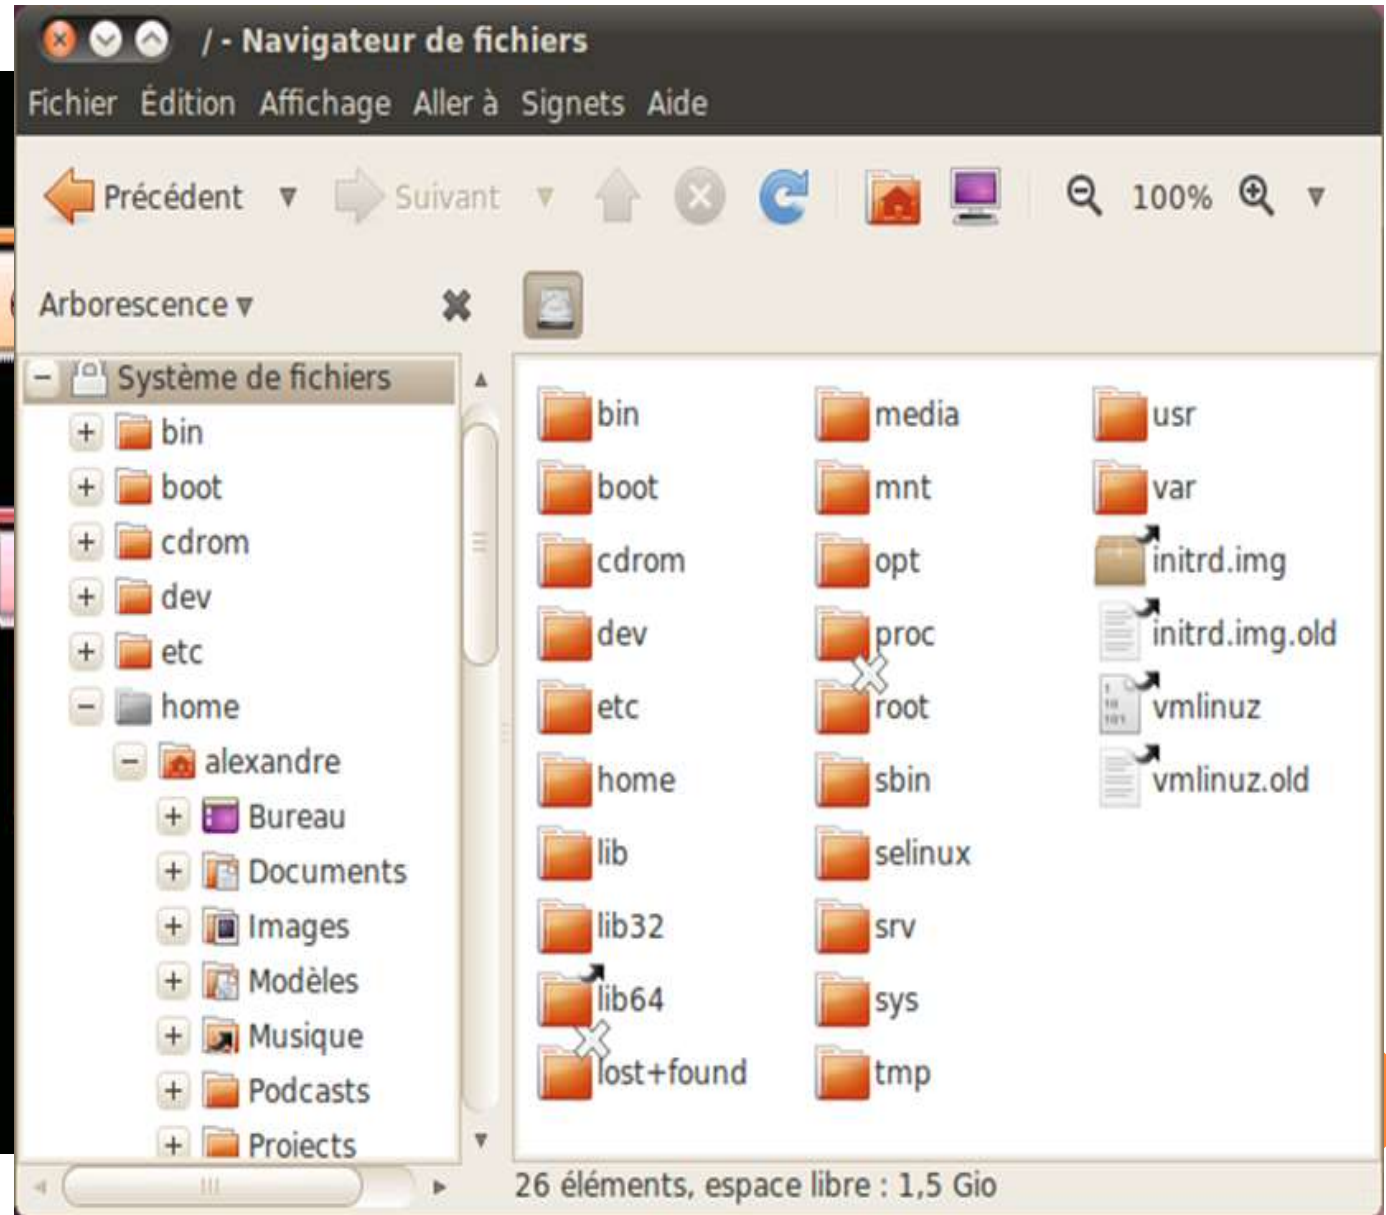 / - Navigateur de fichiers
Fichier Édition Affichage Aller à Signets Aide
Précédent Suivant 100%
Arborescence
Système de fichiers
bin
boot
cdrom
dev
etc
home
alexandre
Bureau
Documents
Images
Modèles
Musique
Podcasts
Projects
bin
boot
cdrom
dev
etc
home
lib
lib32
lib64
lost+found
media
mnt
opt
proc
root
sbin
selinux
srv
sys
tmp
usr
var
initrd.img
initrd.img.old
vmlinuz
vmlinuz.old
26 éléments, espace libre : 1,5 Gio